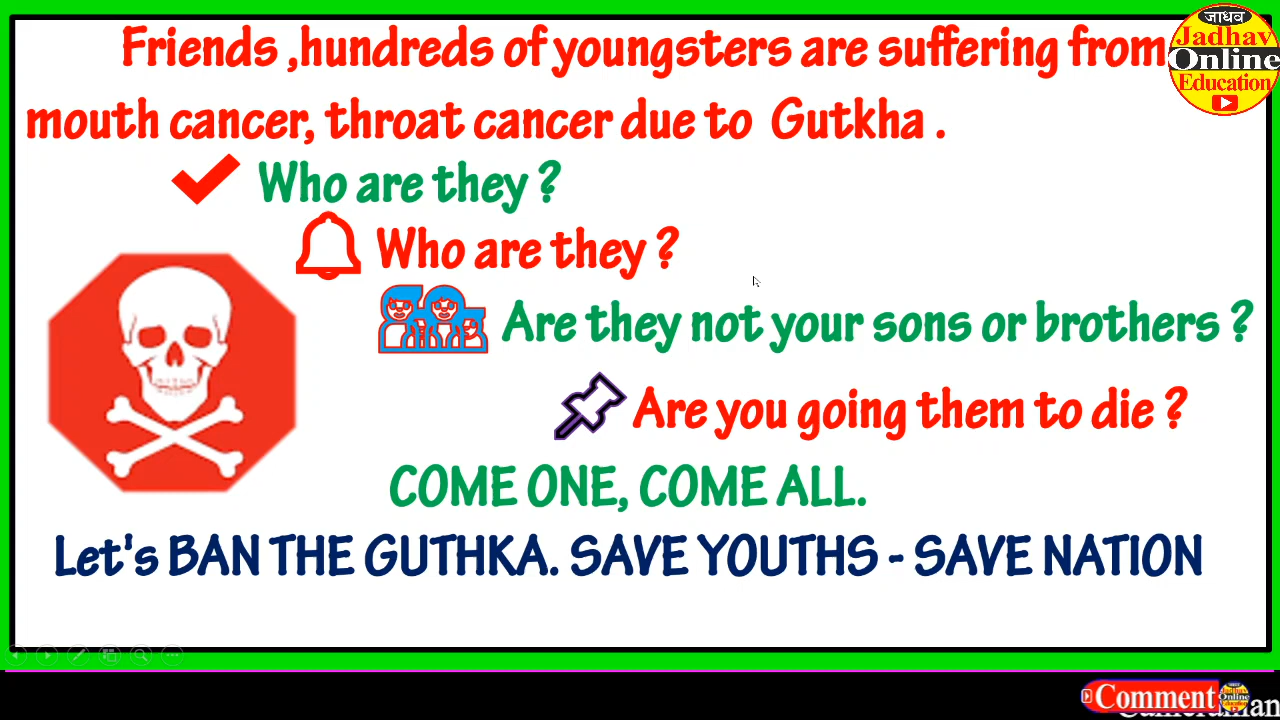 Friends ,hundreds of youngsters are suffering from
mouth cancer, throat cancer due to Gutkha .
Who are they ?
Who are they ?
Are they not your sons or brothers ?
Are you going them to die ?
COME ONE, COME ALL.
Let's BAN THE GUTHKA. SAVE YOUTHS - SAVE NATION
जाधव
Jadhav
Online
Education
Comment